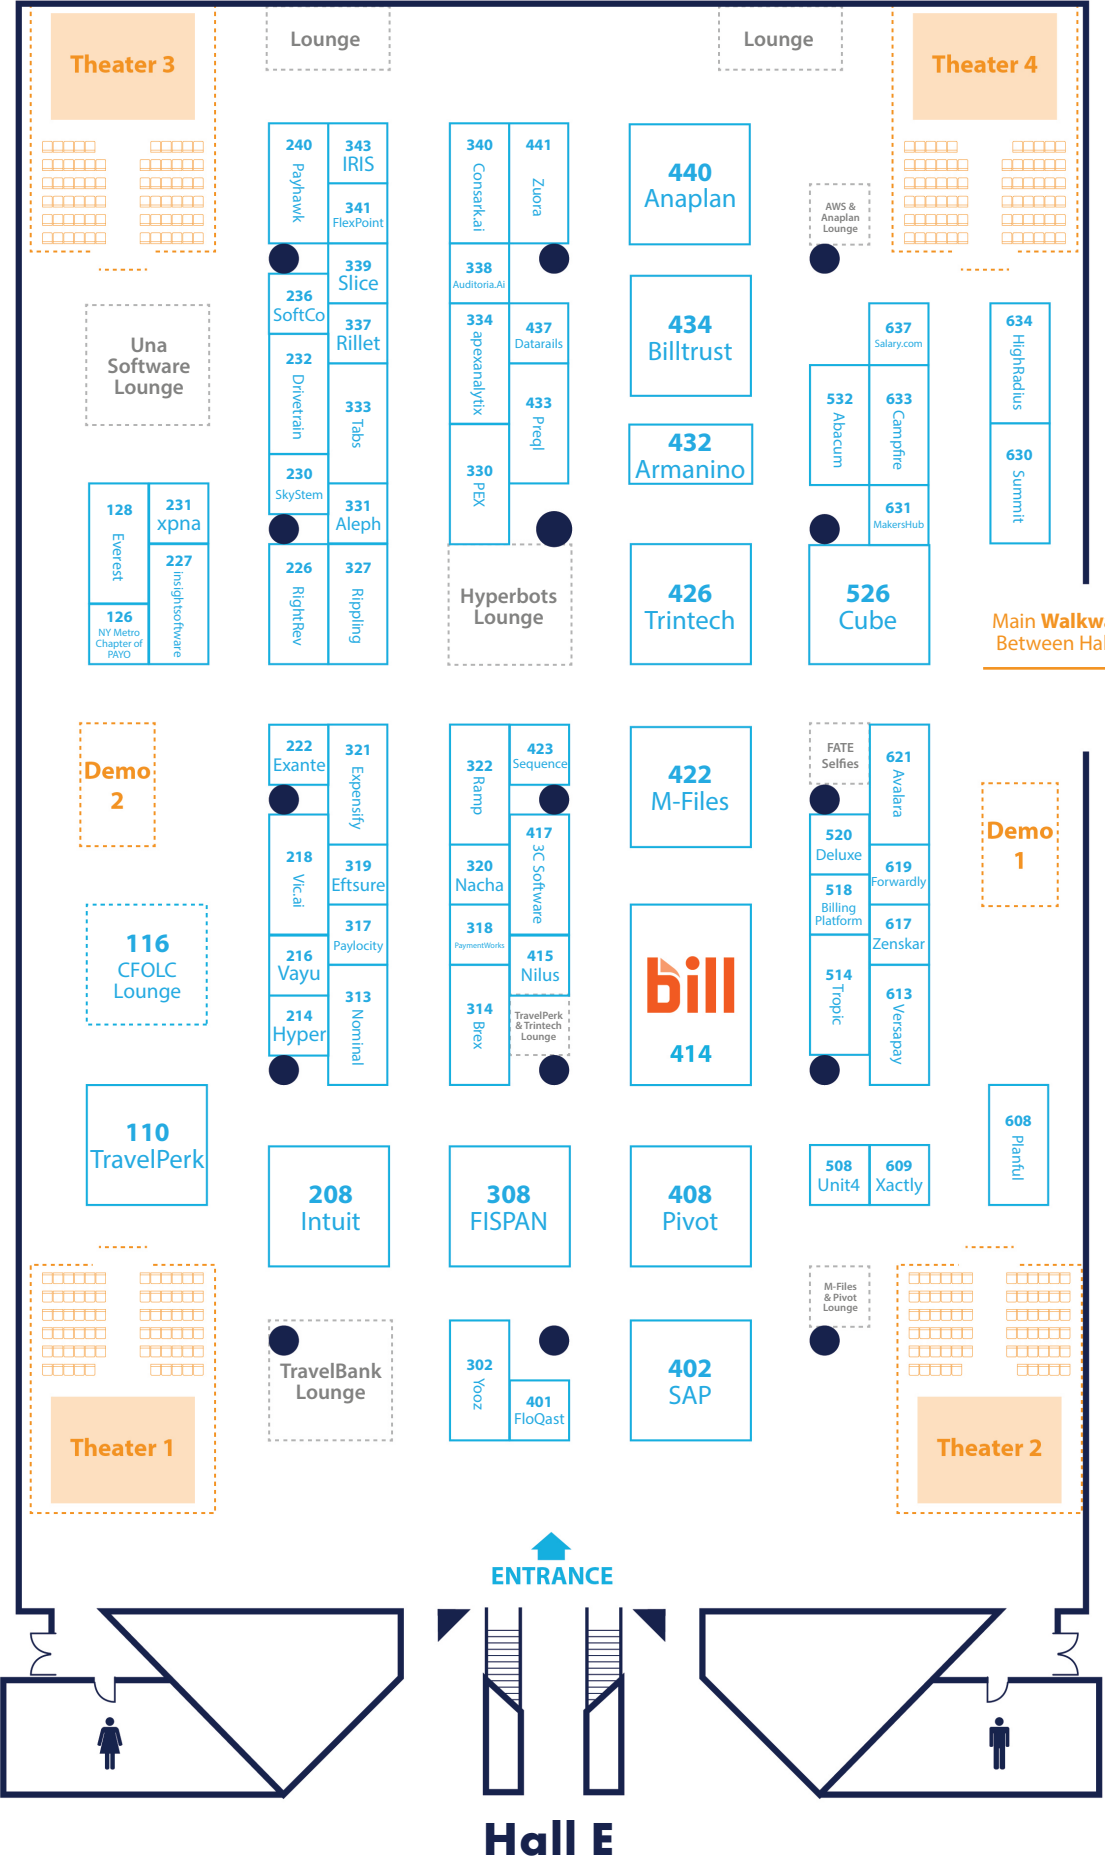 Theater 3
Lounge
Lounge
Theater 4
240
Payhawk
343
IRIS
341
FlexPoint
340
Consark.ai
441
Zuora
440
Anaplan
AWS &
Anaplan
Lounge
339
Slice
338
Auditoria.Ai
236
SoftCo
337
Rillet
334
apexanalytix
437
Datarails
434
Billtrust
637
Salary.com
634
HighRadius
Una
Software
Lounge
232
Drivetrain
333
Tabs
433
Preql
532
Abacum
633
Campfire
432
Armanino
230
SkyStem
330
PEX
630
Summit
128
Everest
231
xpna
331
Aleph
631
MakersHub
227
insightsoftware
226
RightRev
327
Rippling
Hyperbots
Lounge
426
Trintech
526
Cube
126
NY Metro
Chapter of
PAYO
Main Walkwa
Between Hal
Demo
2
222
Exante
321
Expensify
322
Ramp
423
Sequence
422
M-Files
FATE
Selfies
621
Avalara
Demo
1
218
Vic.ai
417
3C Software
520
Deluxe
319
Eftsure
320
Nacha
619
Forwardly
518
Billing
Platform
116
CFOLC
Lounge
317
Paylocity
318
PaymentWorks
617
Zenskar
216
Vayu
415
Nilus
bill
414
514
Tropic
214
Hyper
313
Nominal
314
Brex
TravelPerk
& Trintech
Lounge
613
Versapay
110
TravelPerk
608
Planful
208
Intuit
308
FISPAN
408
Pivot
508
Unit4
609
Xactly
M-Files
& Pivot
Lounge
TravelBank
Lounge
302
Yooz
401
FloQast
402
SAP
Theater 1
Theater 2
ENTRANCE
Hall E